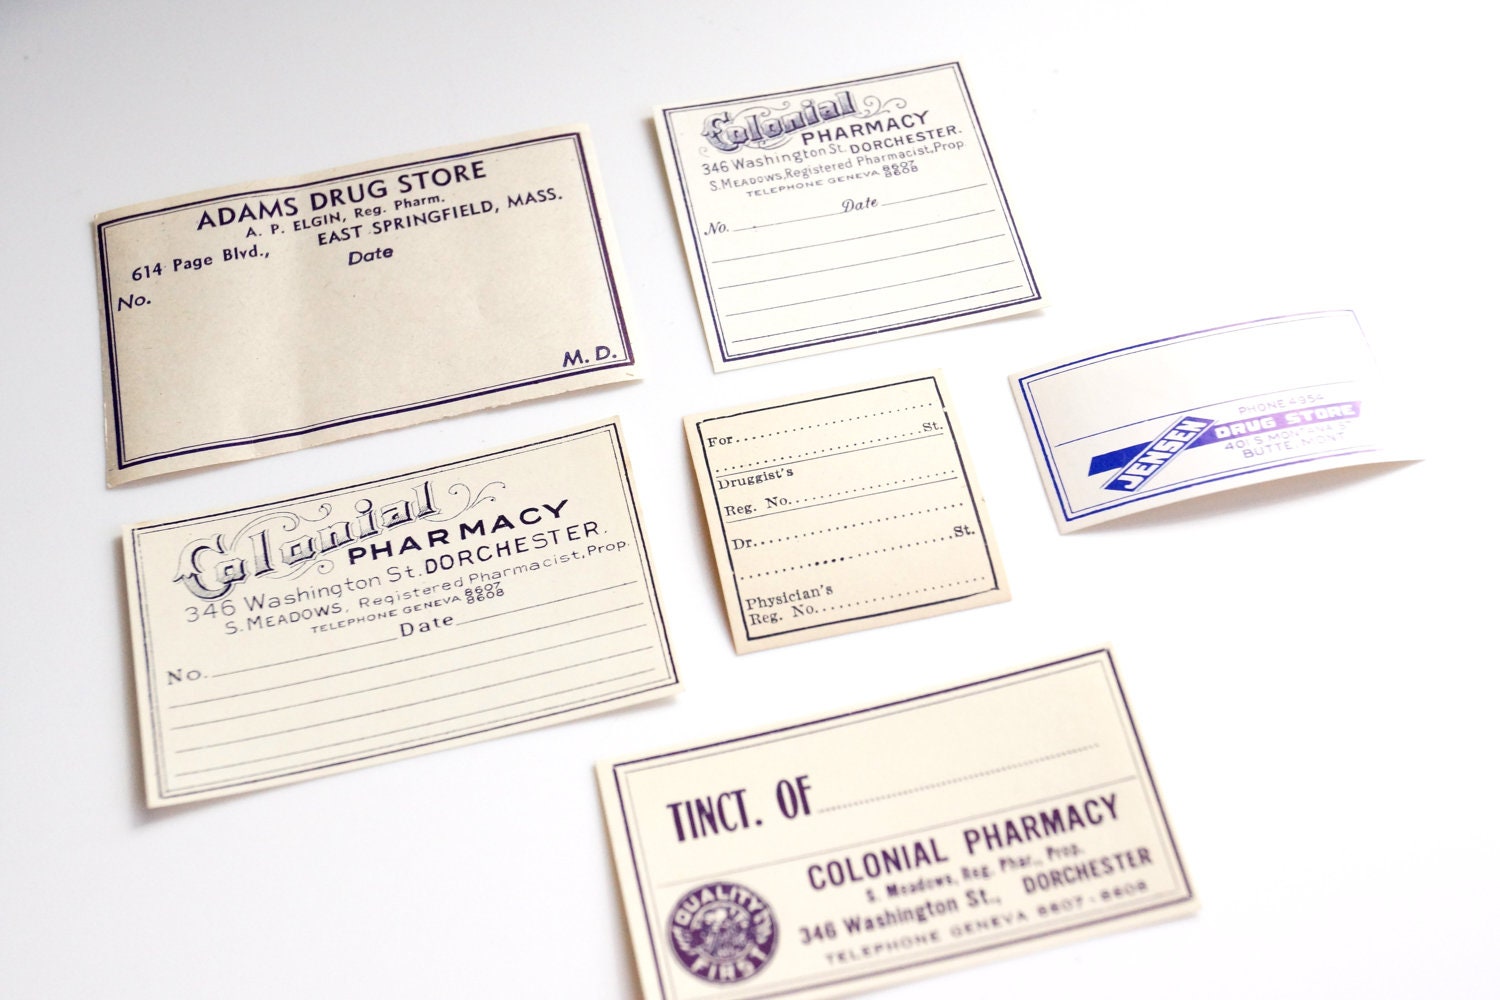 ADAMS DRUG STORE
A. P. ELGIN, Reg. Pharm.
614 Page Blvd., EAST SPRINGFIELD, MASS.
No. Date
M. D.
Colonial
PHARMACY
346 Washington St. DORCHESTER.
S. MEADOWS, Registered Pharmacist, Prop
TELEPHONE GENEVA 8607
8608
No. Date
Colonial
PHARMACY
346 Washington St. DORCHESTER.
S. MEADOWS, Registered Pharmacist, Prop.
TELEPHONE GENEVA 8607
8608
No. Date
For
St.
Druggist's
Reg. No.
Dr.
St.
Physician's
Reg. No.
PHONE 4954
JENSEN DRUG STORE
401 S. MONTANA ST
BUTTE, MONT.
TINCT. OF
COLONIAL PHARMACY
S. Meadows, Reg. Phar., Prop.
346 Washington St., DORCHESTER
TELEPHONE GENEVA 8607 - 8608
QUALITY
FIRST